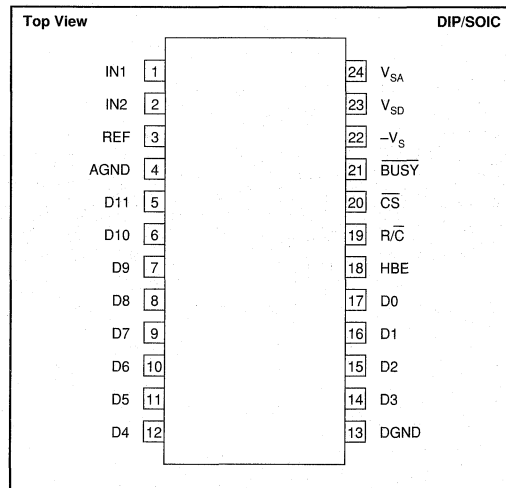 Top View DIP/SOIC
IN1 1 24 V_SA
IN2 2 23 V_SD
REF 3 22 –V_S
AGND 4 21 B̅U̅S̅Y̅
D11 5 20 C̅S̅
D10 6 19 R/C̅
D9 7 18 HBE
D8 8 17 D0
D7 9 16 D1
D6 10 15 D2
D5 11 14 D3
D4 12 13 DGND